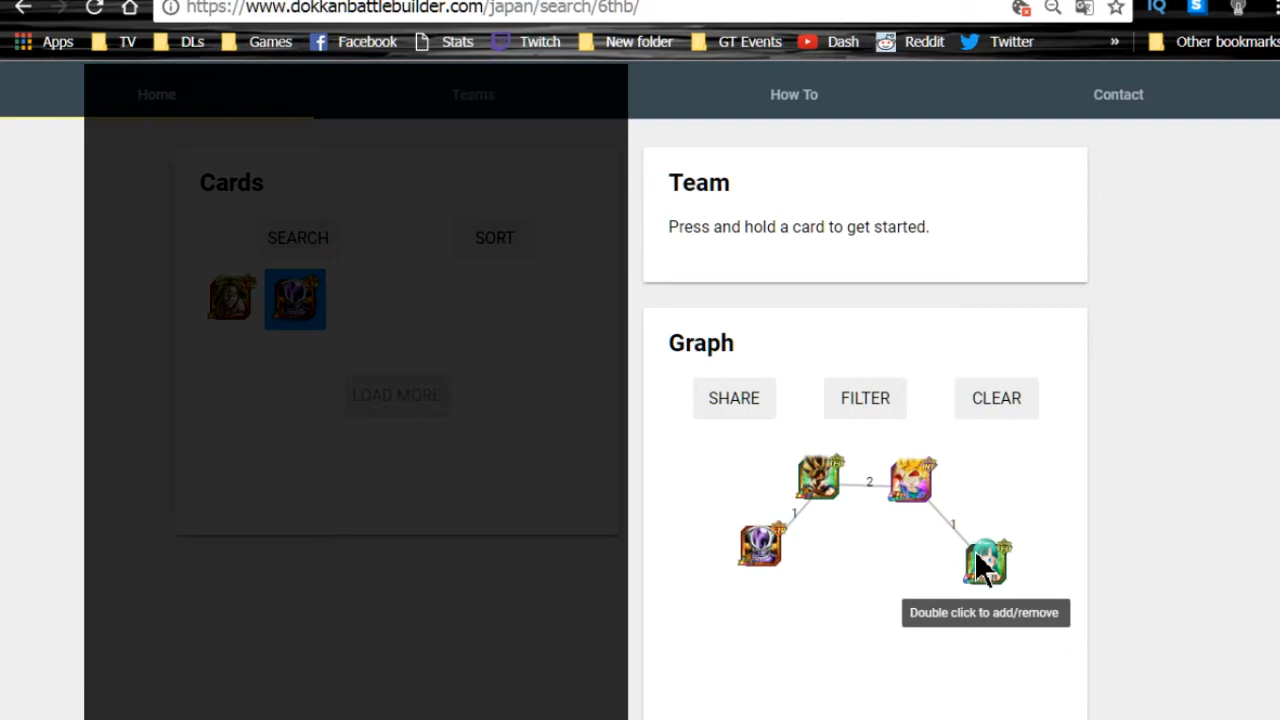 https://www.dokkanbattlebuilder.com/japan/search/6thb/
IQ
S
Apps TV DLs Games Facebook Stats Twitch New folder GT Events Dash Reddit Twitter » Other bookmarks
Home Teams How To Contact
Cards
SEARCH SORT
LOAD MORE
Team
Press and hold a card to get started.
Graph
SHARE FILTER CLEAR
2
1
1
Double click to add/remove